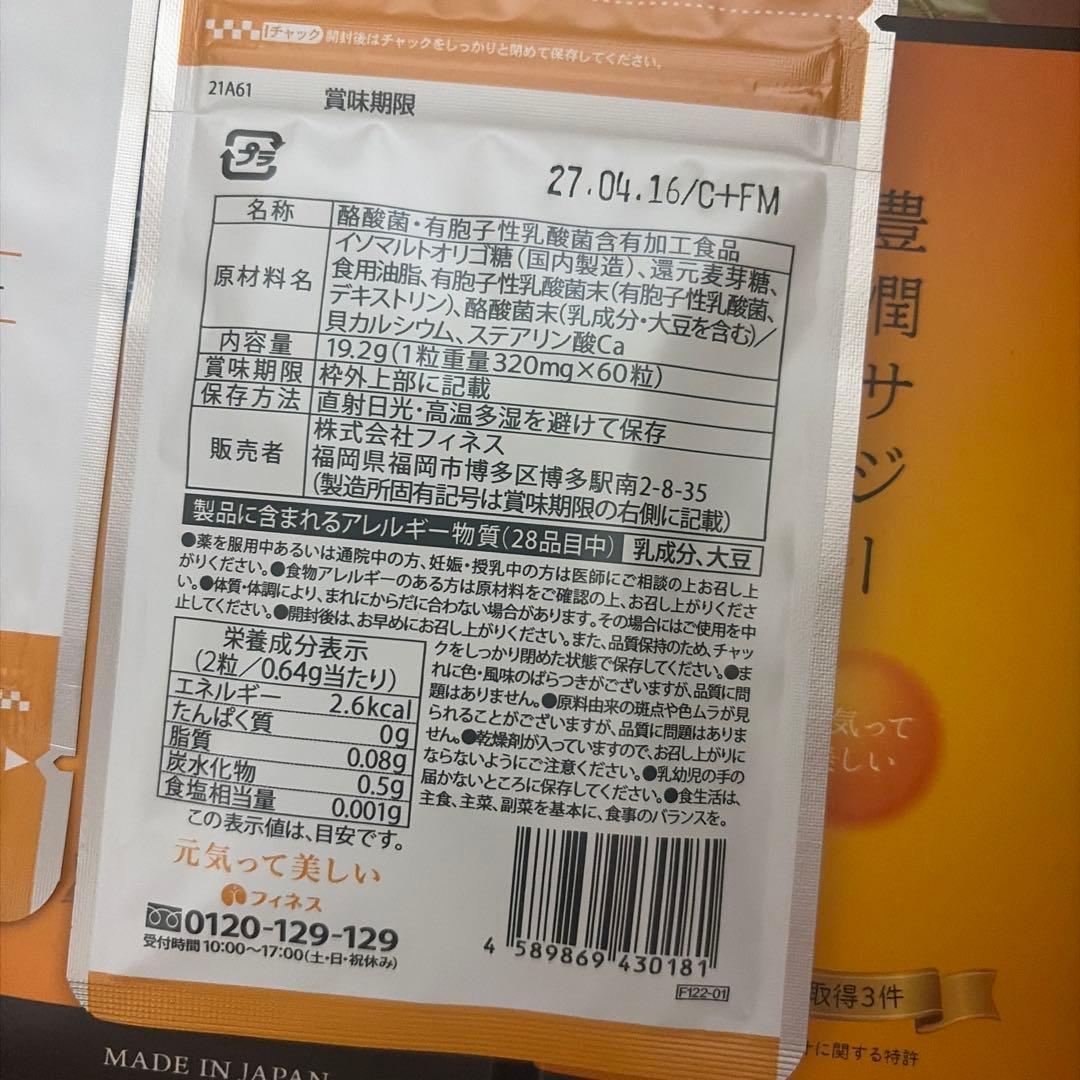 チャック 開封後はチャックをしっかりと閉めて保存してください。
21A61 賞味期限
プラ
27.04.16/C+FM
名称 酪酸菌・有胞子性乳酸菌含有加工食品
原材料名 イソマルトオリゴ糖(国内製造)、還元麦芽糖、
食用油脂、有胞子性乳酸菌末(有胞子性乳酸菌、
デキストリン)、酪酸菌末(乳成分・大豆を含む)/
貝カルシウム、ステアリン酸Ca
内容量 19.2g(1粒重量320mg×60粒)
賞味期限 枠外上部に記載
保存方法 直射日光・高温多湿を避けて保存
販売者 株式会社フィネス
福岡県福岡市博多区博多駅南2-8-35
(製造所固有記号は賞味期限の右側に記載)
製品に含まれるアレルギー物質(28品目中) 乳成分、大豆
●薬を服用中あるいは通院中の方、妊娠・授乳中の方は医師にご相談の上お召し上
がりください。●食物アレルギーのある方は原材料をご確認の上、お召し上がりくださ
い。●体質・体調により、まれにからだに合わない場合があります。その場合にはご使用を中
止してください。●開封後は、お早めにお召し上がりください。また、品質保持のため、チャッ
クをしっかり閉めた状態で保存してください。●ま
れに色・風味のばらつきがございますが、品質に問
題はありません。●原料由来の斑点や色ムラが見
られることがございますが、品質に問題はありま
せん。●乾燥剤が入っていますので、お召し上がりに
ならないようにご注意ください。●乳幼児の手の
届かないところに保存してください。●食生活は、
主食、主菜、副菜を基本に、食事のバランスを。
栄養成分表示
(2粒/0.64g当たり)
エネルギー 2.6kcal
たんぱく質 0g
脂質 0.08g
炭水化物 0.5g
食塩相当量 0.001g
この表示値は、目安です。
元気って美しい
フィネス
0120-129-129
受付時間 10:00〜17:00(土・日・祝休み)
4 589869 430181
F122-01
豊潤サジー
気って
しい
取得3件
に関する特許
MADE IN JAPAN